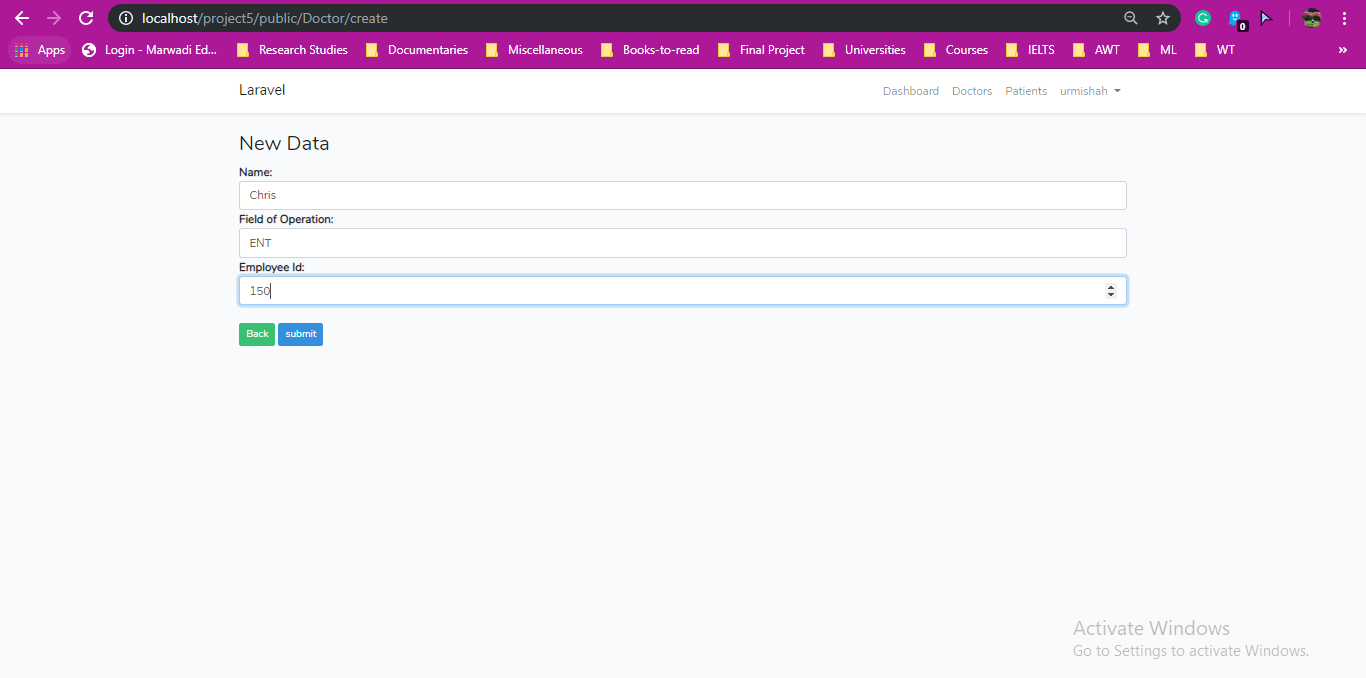 localhost/project5/public/Doctor/create
0
Apps Login - Marwadi Ed... Research Studies Documentaries Miscellaneous Books-to-read Final Project Universities Courses IELTS AWT ML WT »
Laravel Dashboard Doctors Patients urmishah
New Data
Name:
Chris
Field of Operation:
ENT
Employee Id:
150
Back submit
Activate Windows
Go to Settings to activate Windows.